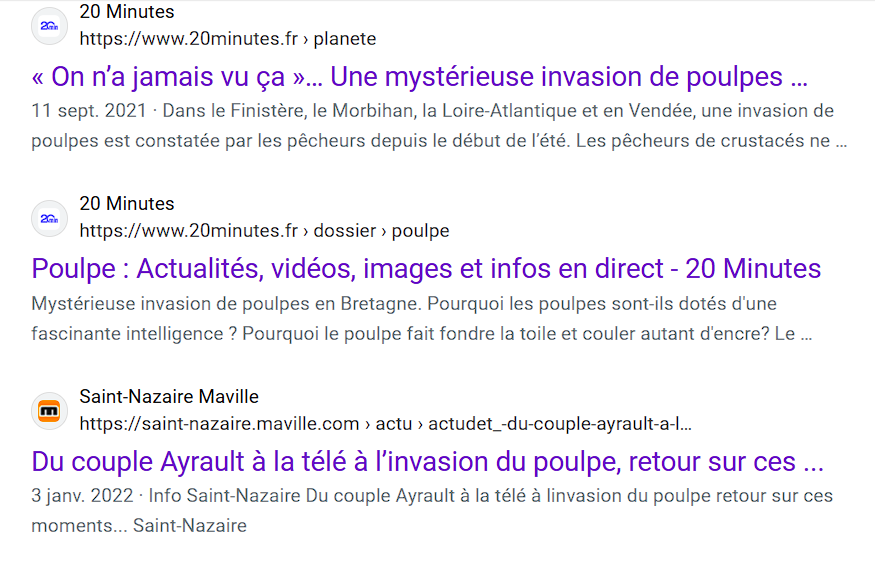 20 Minutes
https://www.20minutes.fr › planete
« On n’a jamais vu ça »… Une mystérieuse invasion de poulpes …
11 sept. 2021 · Dans le Finistère, le Morbihan, la Loire-Atlantique et en Vendée, une invasion de
poulpes est constatée par les pêcheurs depuis le début de l’été. Les pêcheurs de crustacés ne …
20 Minutes
https://www.20minutes.fr › dossier › poulpe
Poulpe : Actualités, vidéos, images et infos en direct - 20 Minutes
Mystérieuse invasion de poulpes en Bretagne. Pourquoi les poulpes sont-ils dotés d'une
fascinante intelligence ? Pourquoi le poulpe fait fondre la toile et couler autant d'encre? Le …
Saint-Nazaire Maville
https://saint-nazaire.maville.com › actu › actudet_-du-couple-ayrault-a-l…
Du couple Ayrault à la télé à l’invasion du poulpe, retour sur ces ...
3 janv. 2022 · Info Saint-Nazaire Du couple Ayrault à la télé à linvasion du poulpe retour sur ces
moments... Saint-Nazaire